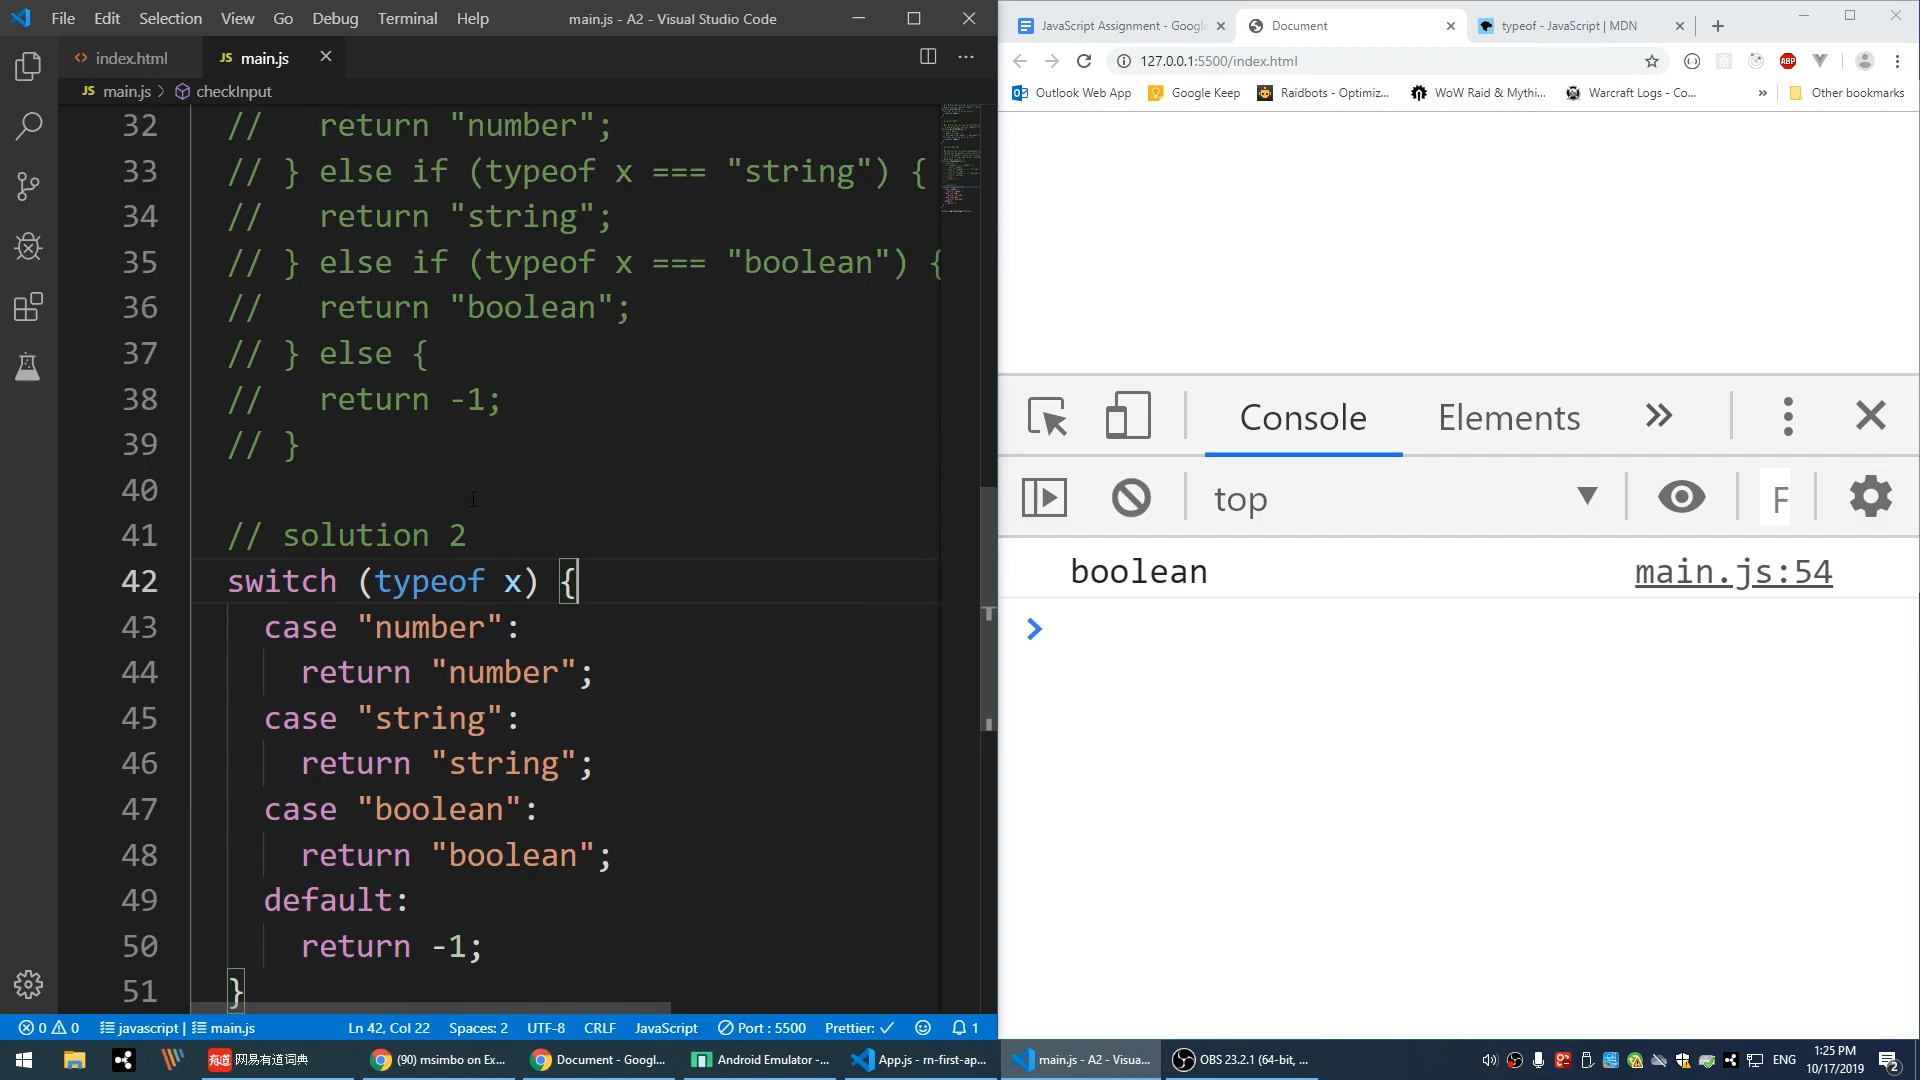 File Edit Selection View Go Debug Terminal Help
main.js - A2 - Visual Studio Code
index.html
JS main.js
JS main.js > checkInput
32 // return "number";
33 // } else if (typeof x === "string") {
34 // return "string";
35 // } else if (typeof x === "boolean") {
36 // return "boolean";
37 // } else {
38 // return -1;
39 // }
40
41 // solution 2
42 switch (typeof x) {
43 case "number":
44 return "number";
45 case "string":
46 return "string";
47 case "boolean":
48 return "boolean";
49 default:
50 return -1;
51 }
0 0 javascript | main.js Ln 42, Col 22 Spaces: 2 UTF-8 CRLF JavaScript Port : 5500 Prettier: 1
JavaScript Assignment - Google
Document
typeof - JavaScript | MDN
127.0.0.1:5500/index.html
ABP
Outlook Web App Google Keep Raidbots - Optimiz... WoW Raid & Mythi... Warcraft Logs - Co... » Other bookmarks
Console Elements
top F
boolean main.js:54
有道 网易有道词典
(90) msimbo on Ex...
Document - Googl...
Android Emulator -...
App.js - rn-first-ap...
main.js - A2 - Visua...
OBS 23.2.1 (64-bit, ...
ENG
1:25 PM
10/17/2019
2